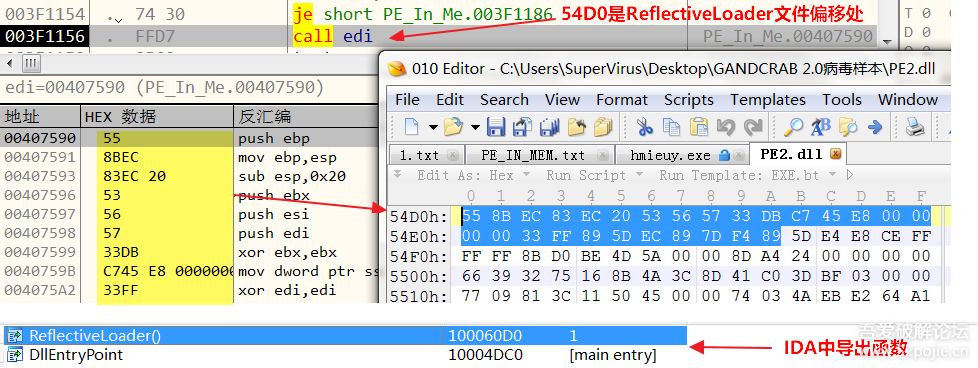 003F1154 . 74 30 je short PE_In_Me.003F1186
54D0是ReflectiveLoader文件偏移处
003F1156 . FFD7 call edi PE_In_Me.00407590
T 0 0
D 0 0
edi=00407590 (PE_In_Me.00407590)
地址 HEX 数据 反汇编
00407590 55 push ebp
00407591 8BEC mov ebp,esp
00407593 83EC 20 sub esp,0x20
00407596 53 push ebx
00407597 56 push esi
00407598 57 push edi
00407599 33DB xor ebx,ebx
0040759B C745 E8 0000000 mov dword ptr ss
004075A2 33FF xor edi,edi
010 Editor - C:\Users\SuperVirus\Desktop\GANDCRAB 2.0病毒样本\PE2.dll
File Edit Search View Format Scripts Templates Tools Window
1.txt PE_IN_MEM.txt hmieuy.exe PE2.dll
Edit As: Hex Run Script Run Template: EXE.bt
0 1 2 3 4 5 6 7 8 9 A B C D E F
54D0h: 55 8B EC 83 EC 20 53 56 57 33 DB C7 45 E8 00 00
54E0h: 00 00 33 FF 89 5D EC 89 7D F4 89 5D E4 E8 CE FF
54F0h: FF FF 8B D0 BE 4D 5A 00 00 8D A4 24 00 00 00 00
5500h: 66 39 32 75 16 8B 4A 3C 8D 41 C0 3D BF 03 00 00
5510h: 77 09 81 3C 11 50 45 00 00 74 03 4A EB E2 64 A1
ReflectiveLoader() 100060D0 1
DllEntryPoint 10004DC0 [main entry]
IDA中导出函数
吾爱破解论坛
www.52pojie.cn